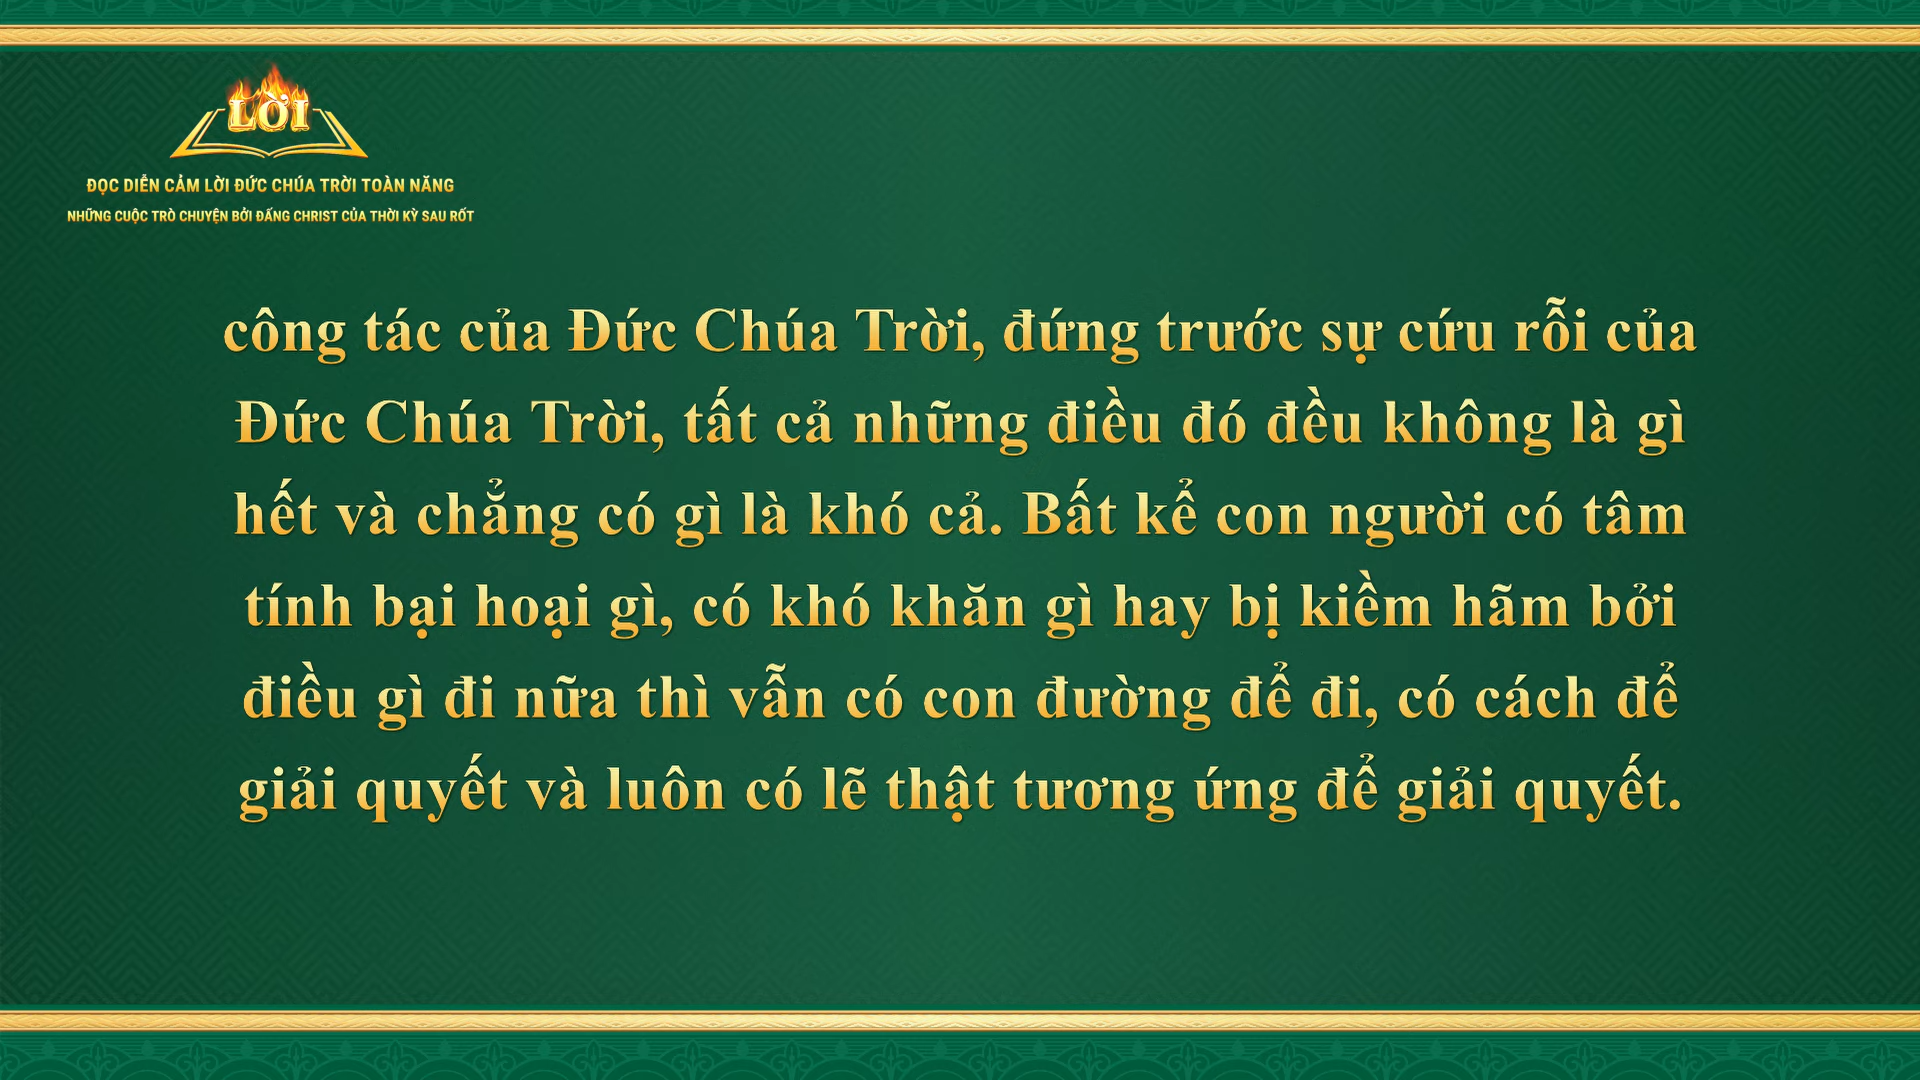 LỜI
ĐỌC DIỄN CẢM LỜI ĐỨC CHÚA TRỜI TOÀN NĂNG
NHỮNG CUỘC TRÒ CHUYỆN BỞI ĐẤNG CHRIST CỦA THỜI KỲ SAU RỐT
công tác của Đức Chúa Trời, đứng trước sự cứu rỗi của
Đức Chúa Trời, tất cả những điều đó đều không là gì
hết và chẳng có gì là khó cả. Bất kể con người có tâm
tính bại hoại gì, có khó khăn gì hay bị kiềm hãm bởi
điều gì đi nữa thì vẫn có con đường để đi, có cách để
giải quyết và luôn có lẽ thật tương ứng để giải quyết.